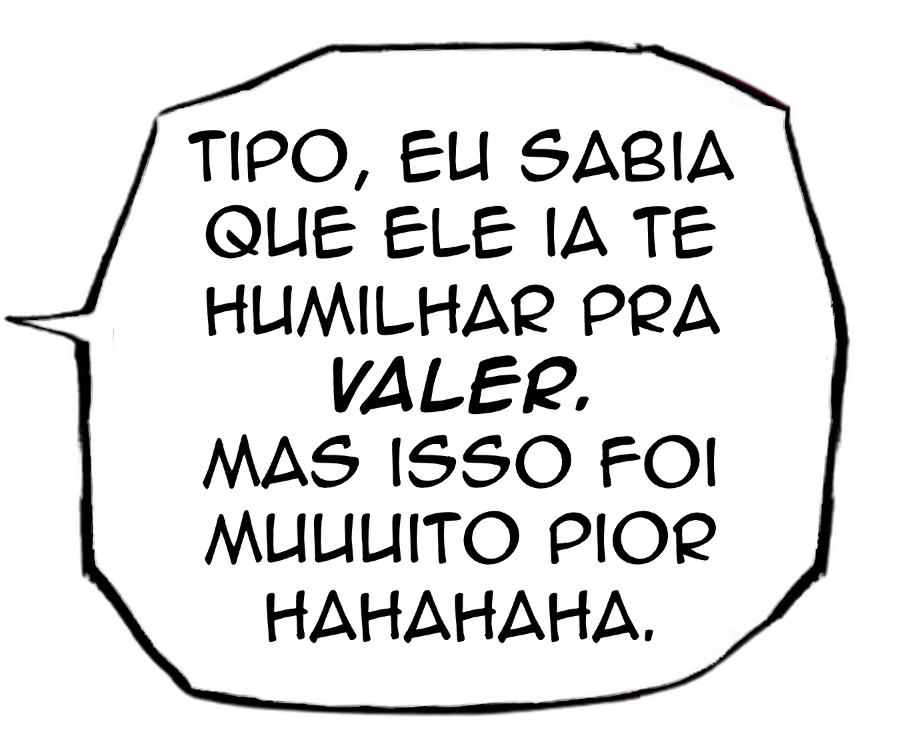 TIPO, EU SABIA
QUE ELE IA TE
HUMILHAR PRA
VALER.
MAS ISSO FOI
MUUUITO PIOR
HAHAHAHA.